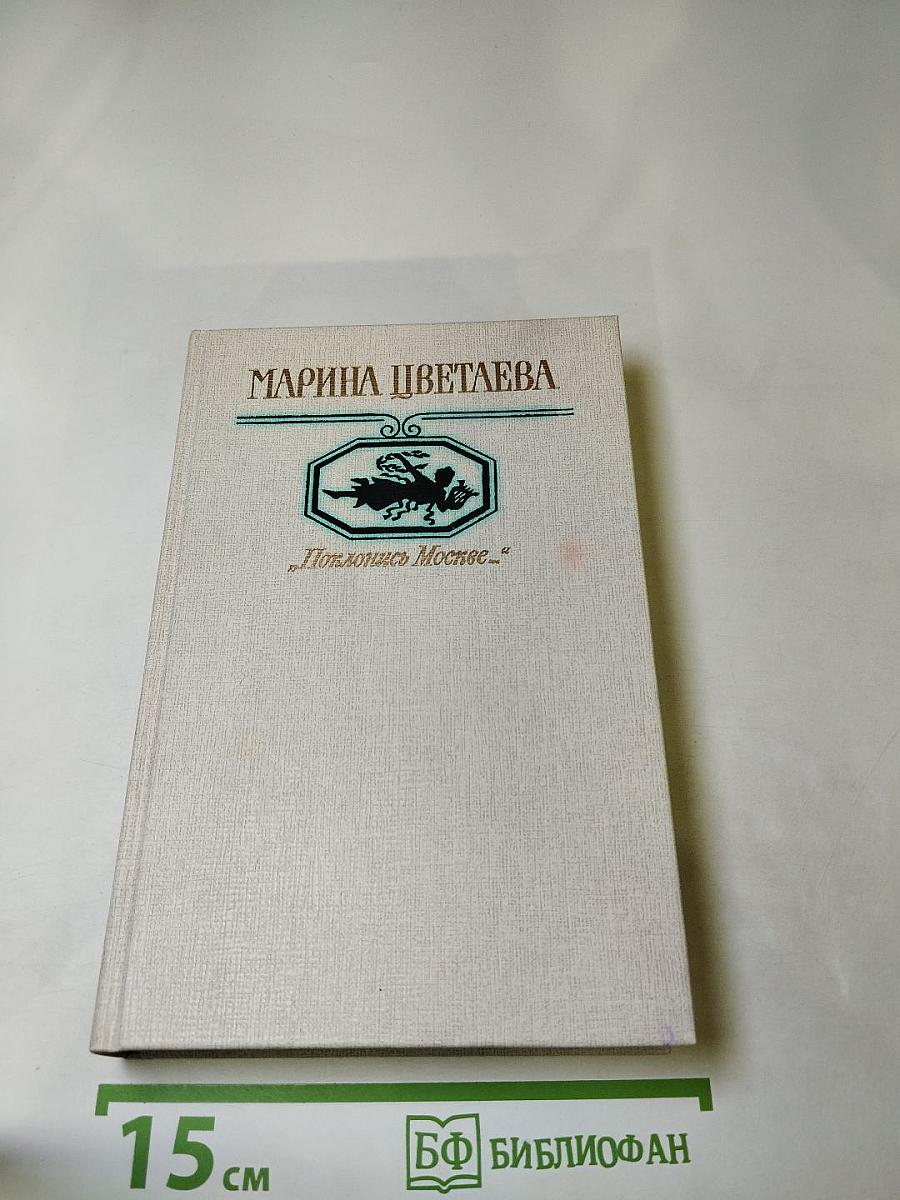 МАРИНА ЦВЕТАЕВА
„Поклонись Москве...“
15 см
БФ БИБЛИОФАН